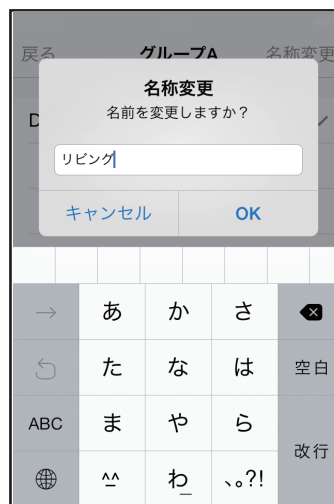 戻る グループA 名称変更
名称変更
名前を変更しますか？
D
リビング
キャンセル OK
→ あ か さ
た な は 空白
ABC ま や ら
改行
^^ わ_ 、。?!